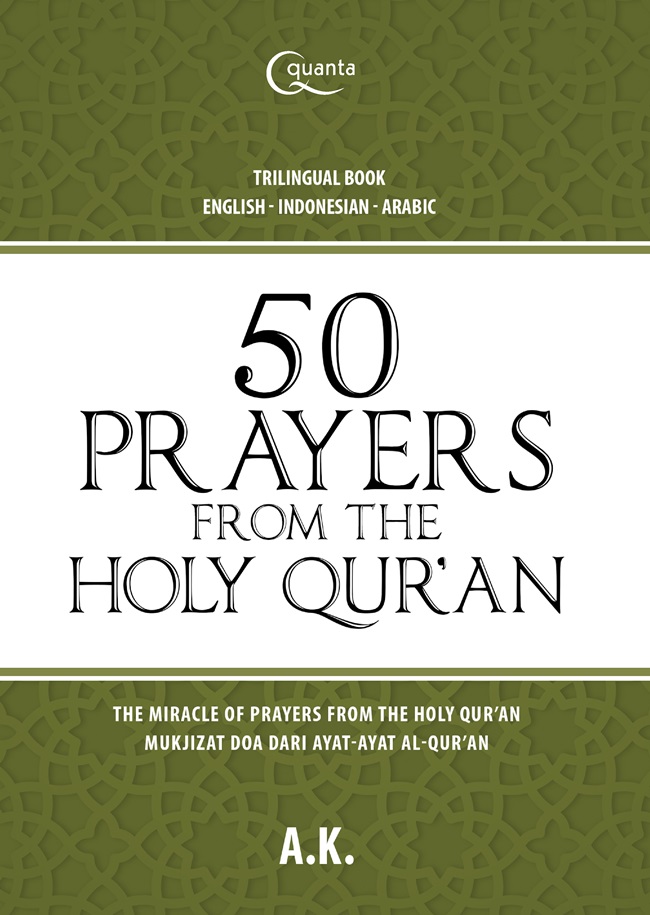 quanta
TRILINGUAL BOOK
ENGLISH - INDONESIAN - ARABIC
50
PRAYERS
FROM THE
HOLY QUR'AN
THE MIRACLE OF PRAYERS FROM THE HOLY QUR'AN
MUKJIZAT DOA DARI AYAT-AYAT AL-QUR'AN
A.K.